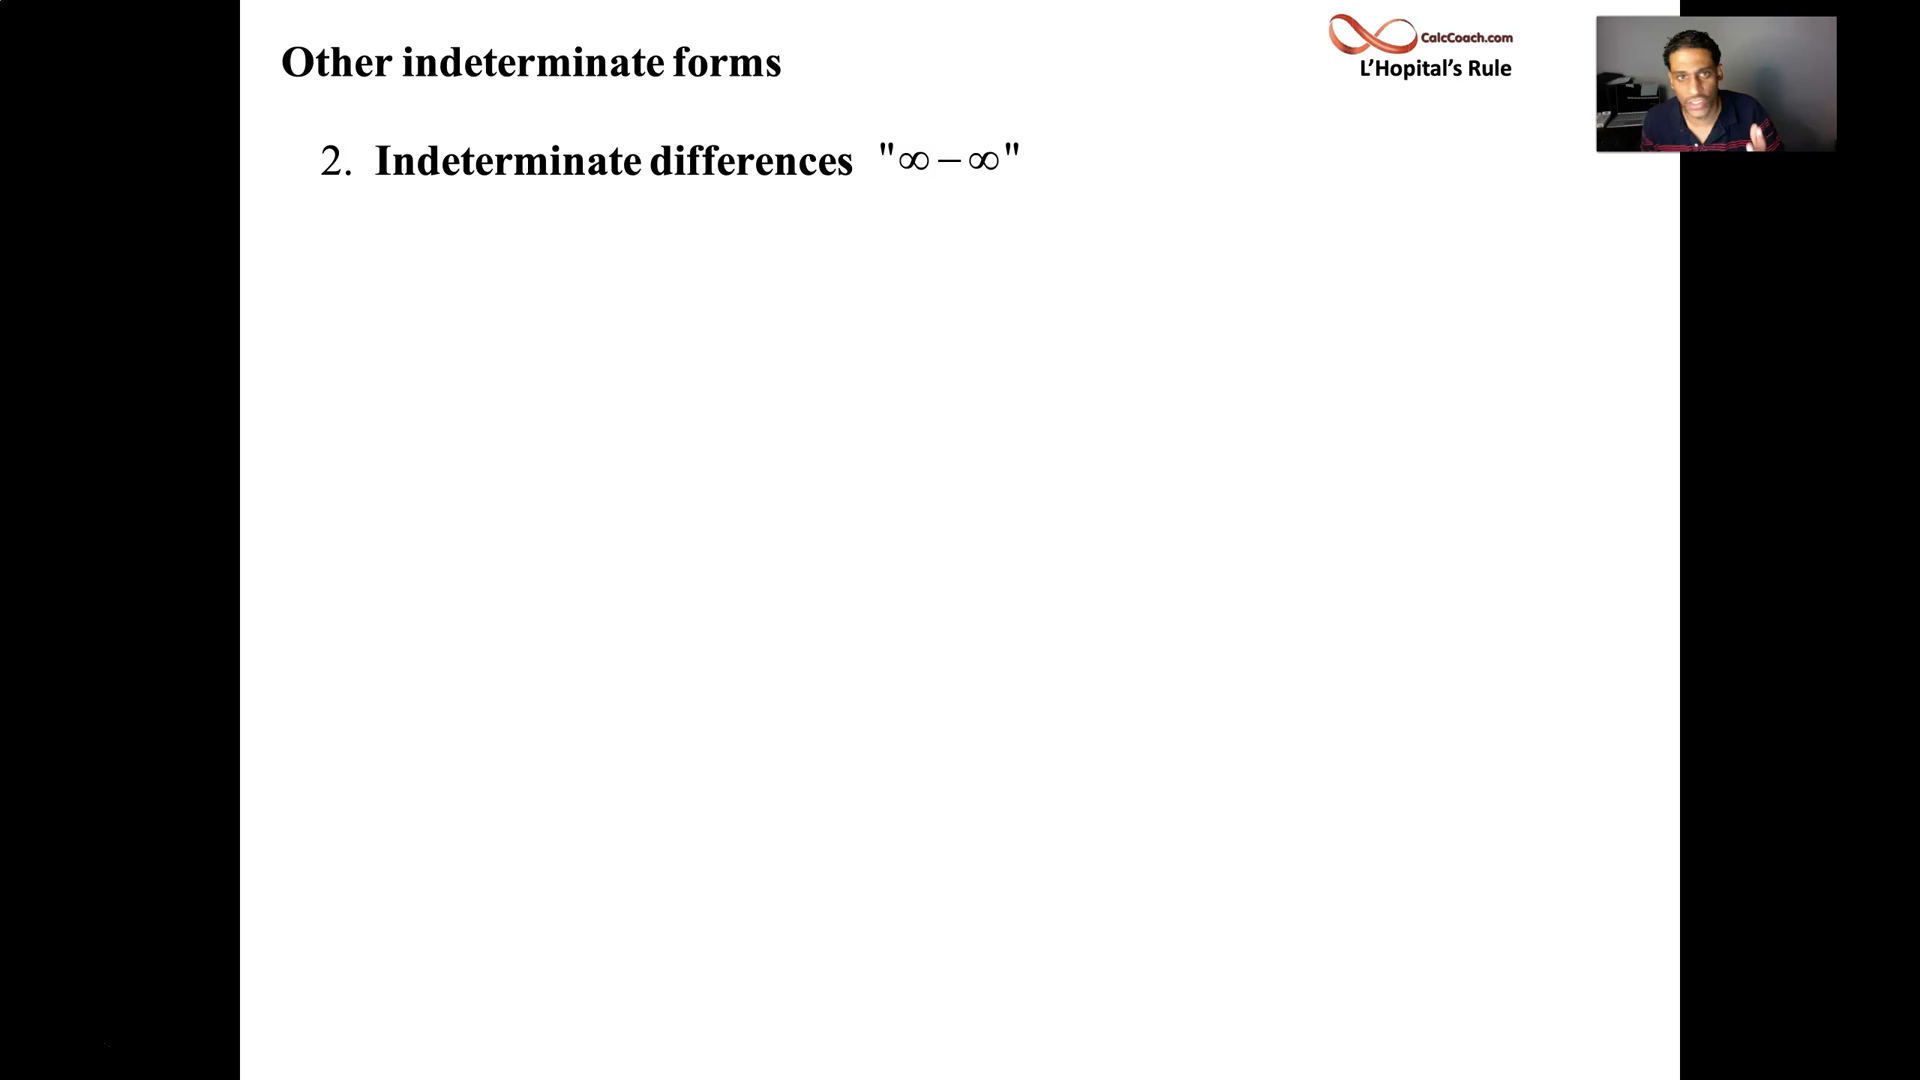 Other indeterminate forms
CalcCoach.com
L’Hopital’s Rule
2. Indeterminate differences "∞ − ∞"